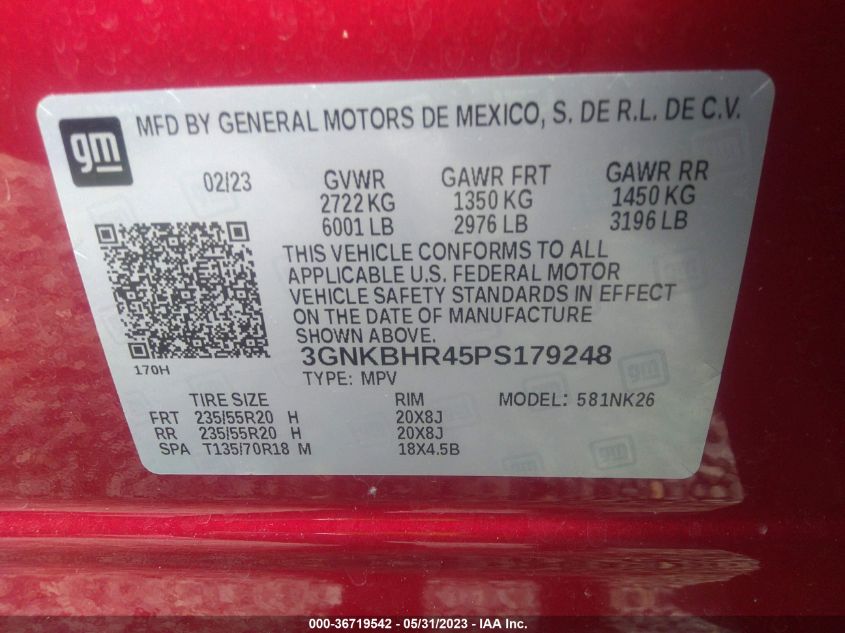 gm
MFD BY GENERAL MOTORS DE MEXICO, S. DE R.L. DE C.V.
02/23 GVWR GAWR FRT GAWR RR
2722 KG 1350 KG 1450 KG
6001 LB 2976 LB 3196 LB
THIS VEHICLE CONFORMS TO ALL
APPLICABLE U.S. FEDERAL MOTOR
VEHICLE SAFETY STANDARDS IN EFFECT
ON THE DATE OF MANUFACTURE
SHOWN ABOVE.
3GNKBHR45PS179248
170H
TYPE: MPV
TIRE SIZE RIM MODEL: 581NK26
FRT 235/55R20 H 20X8J
RR 235/55R20 H 20X8J
SPA T135/70R18 M 18X4.5B
000-36719542 - 05/31/2023 - IAA Inc.